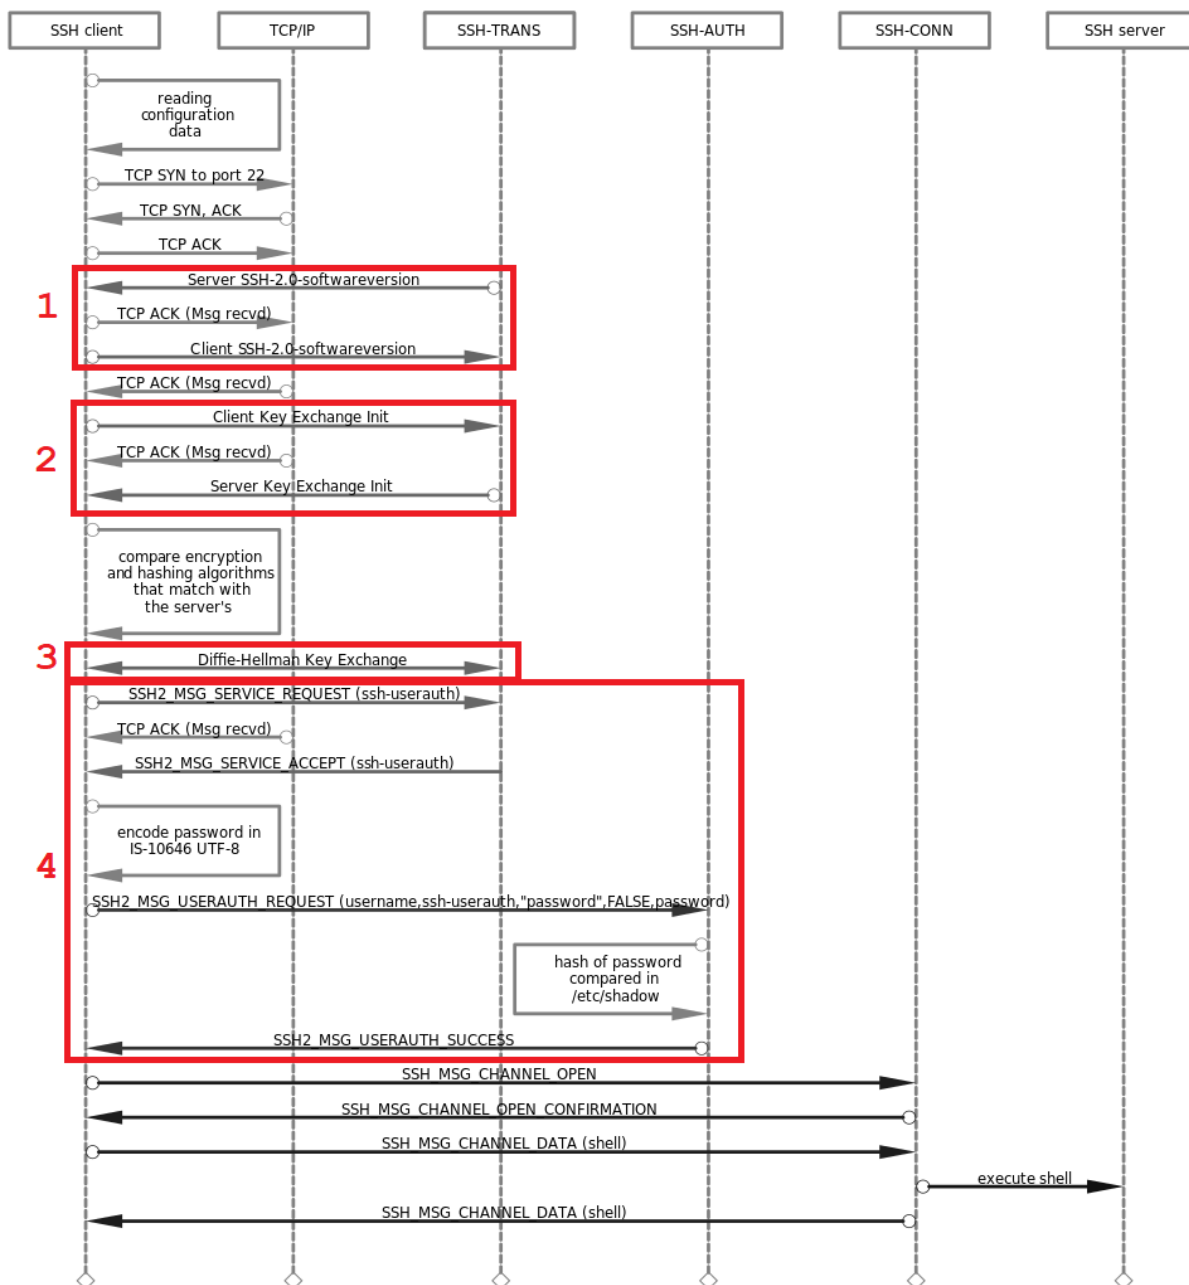 SSH client
TCP/IP
SSH-TRANS
SSH-AUTH
SSH-CONN
SSH server
reading
configuration
data
TCP SYN to port 22
TCP SYN, ACK
TCP ACK
1
Server SSH-2.0-softwareversion
TCP ACK (Msg recvd)
Client SSH-2.0-softwareversion
TCP ACK (Msg recvd)
2
Client Key Exchange Init
TCP ACK (Msg recvd)
Server Key Exchange Init
compare encryption
and hashing algorithms
that match with
the server's
3
Diffie-Hellman Key Exchange
4
SSH2_MSG_SERVICE_REQUEST (ssh-userauth)
TCP ACK (Msg recvd)
SSH2_MSG_SERVICE_ACCEPT (ssh-userauth)
encode password in
IS-10646 UTF-8
SSH2_MSG_USERAUTH_REQUEST (username,ssh-userauth,"password",FALSE,password)
hash of password
compared in
/etc/shadow
SSH2_MSG_USERAUTH_SUCCESS
SSH_MSG_CHANNEL_OPEN
SSH_MSG_CHANNEL_OPEN_CONFIRMATION
SSH_MSG_CHANNEL_DATA (shell)
execute shell
SSH_MSG_CHANNEL_DATA (shell)